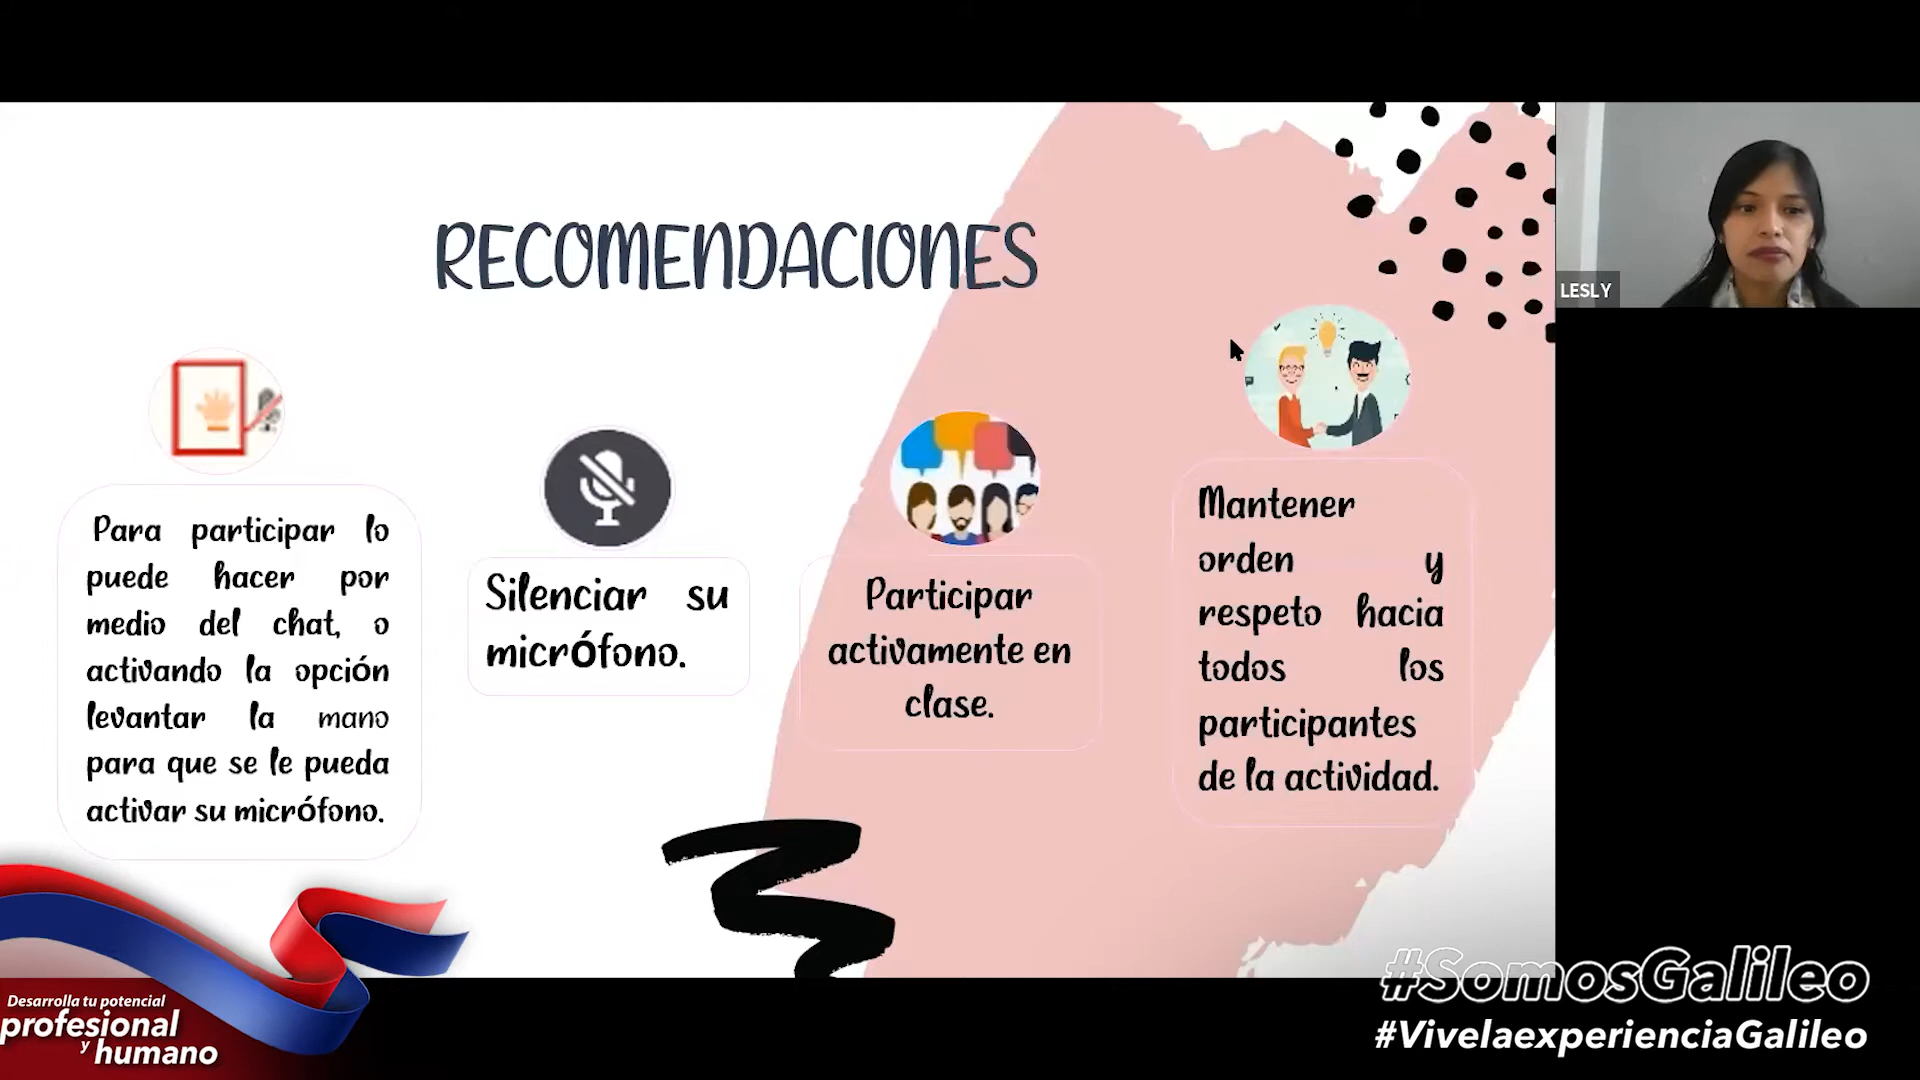 RECOMENDACIONES
LESLY
Para participar lo
puede hacer por
medio del chat, o
activando la opción
levantar la mano
para que se le pueda
activar su micrófono.
Silenciar su
micrófono.
Participar
activamente en
clase.
Mantener
orden y
respeto hacia
todos los
participantes
de la actividad.
Desarrolla tu potencial
profesional
y humano
#SomosGalileo
#VivelaexperienciaGalileo